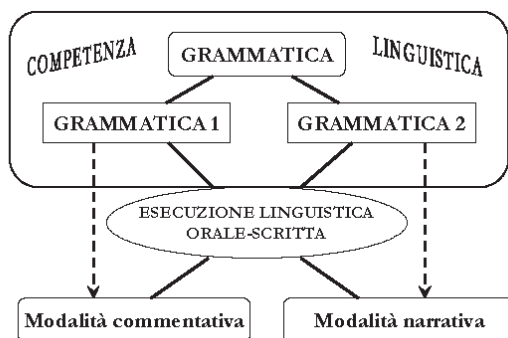 COMPETENZA
GRAMMATICA
LINGUISTICA
GRAMMATICA 1
GRAMMATICA 2
ESECUZIONE LINGUISTICA
ORALE-SCRITTA
Modalità commentativa
Modalità narrativa